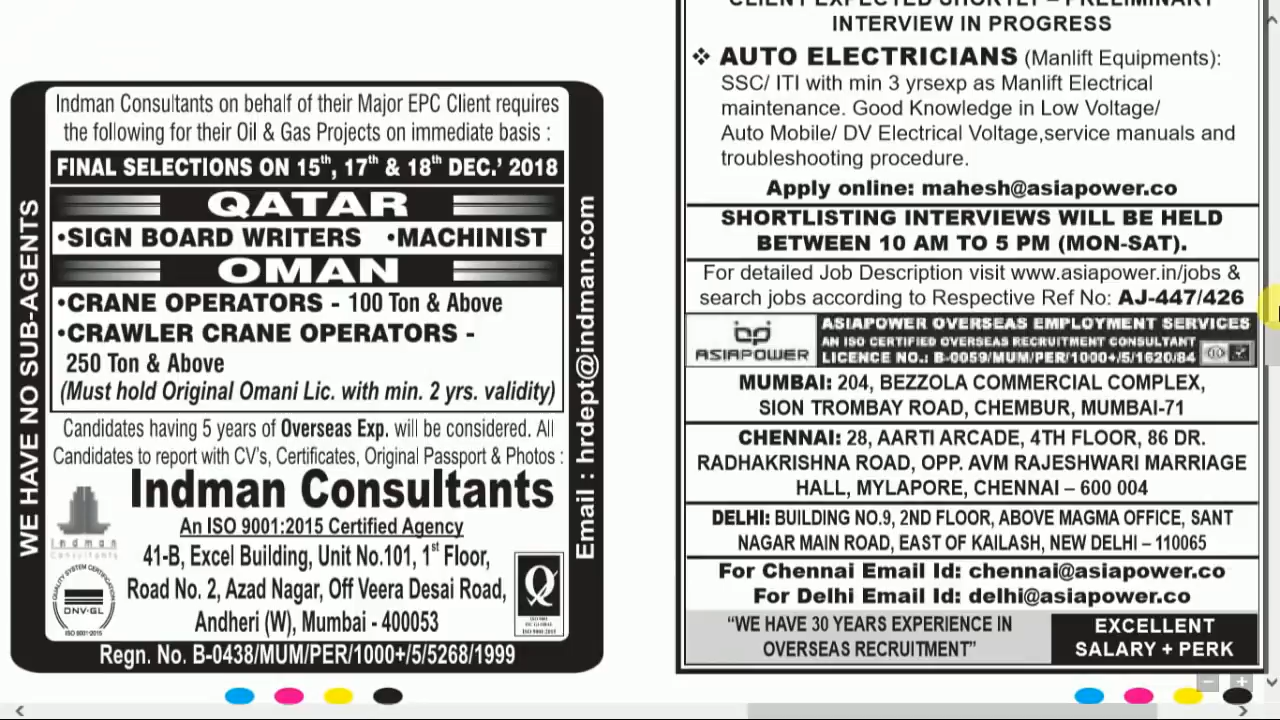 WE HAVE NO SUB-AGENTS
Indman Consultants on behalf of their Major EPC Client requires
the following for their Oil & Gas Projects on immediate basis :
FINAL SELECTIONS ON 15th, 17th & 18th DEC.' 2018
QATAR
•SIGN BOARD WRITERS •MACHINIST
OMAN
•CRANE OPERATORS - 100 Ton & Above
•CRAWLER CRANE OPERATORS -
250 Ton & Above
(Must hold Original Omani Lic. with min. 2 yrs. validity)
Candidates having 5 years of Overseas Exp. will be considered. All
Candidates to report with CV's, Certificates, Original Passport & Photos :
Indman Consultants
An ISO 9001:2015 Certified Agency
Indman
Consultants
41-B, Excel Building, Unit No.101, 1st Floor,
Road No. 2, Azad Nagar, Off Veera Desai Road,
Andheri (W), Mumbai - 400053
QUALITY SYSTEM CERTIFICATION
DNV·GL
ISO 9001:2015
Q
Regn. No. B-0438/MUM/PER/1000+/5/5268/1999
Email : hrdept@indman.com
CLIENT EXPECTED SHORTLY – PRELIMINARY
INTERVIEW IN PROGRESS
❖ AUTO ELECTRICIANS (Manlift Equipments):
SSC/ ITI with min 3 yrsexp as Manlift Electrical
maintenance. Good Knowledge in Low Voltage/
Auto Mobile/ DV Electrical Voltage,service manuals and
troubleshooting procedure.
Apply online: mahesh@asiapower.co
SHORTLISTING INTERVIEWS WILL BE HELD
BETWEEN 10 AM TO 5 PM (MON-SAT).
For detailed Job Description visit www.asiapower.in/jobs &
search jobs according to Respective Ref No: AJ-447/426
ASIAPOWER
ASIAPOWER OVERSEAS EMPLOYMENT SERVICES
AN ISO CERTIFIED OVERSEAS RECRUITMENT CONSULTANT
LICENCE NO.: B-0059/MUM/PER/1000+/5/1620/84
MUMBAI: 204, BEZZOLA COMMERCIAL COMPLEX,
SION TROMBAY ROAD, CHEMBUR, MUMBAI-71
CHENNAI: 28, AARTI ARCADE, 4TH FLOOR, 86 DR.
RADHAKRISHNA ROAD, OPP. AVM RAJESHWARI MARRIAGE
HALL, MYLAPORE, CHENNAI – 600 004
DELHI: BUILDING NO.9, 2ND FLOOR, ABOVE MAGMA OFFICE, SANT
NAGAR MAIN ROAD, EAST OF KAILASH, NEW DELHI – 110065
For Chennai Email Id: chennai@asiapower.co
For Delhi Email Id: delhi@asiapower.co
“WE HAVE 30 YEARS EXPERIENCE IN
OVERSEAS RECRUITMENT”
EXCELLENT
SALARY + PERK